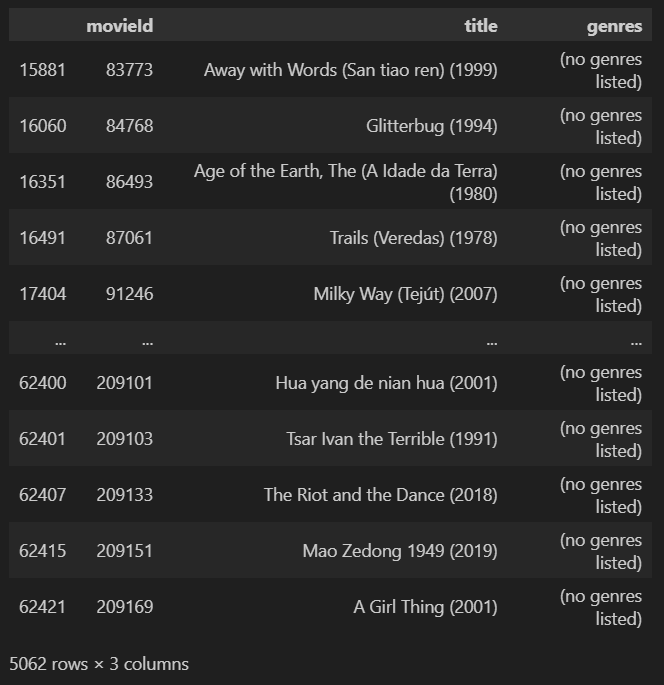 movieId title genres
15881 83773 Away with Words (San tiao ren) (1999) (no genres
listed)
16060 84768 Glitterbug (1994) (no genres
listed)
16351 86493 Age of the Earth, The (A Idade da Terra)
(1980) (no genres
listed)
16491 87061 Trails (Veredas) (1978) (no genres
listed)
17404 91246 Milky Way (Tejút) (2007) (no genres
listed)
... ... ... ...
62400 209101 Hua yang de nian hua (2001) (no genres
listed)
62401 209103 Tsar Ivan the Terrible (1991) (no genres
listed)
62407 209133 The Riot and the Dance (2018) (no genres
listed)
62415 209151 Mao Zedong 1949 (2019) (no genres
listed)
62421 209169 A Girl Thing (2001) (no genres
listed)
5062 rows × 3 columns